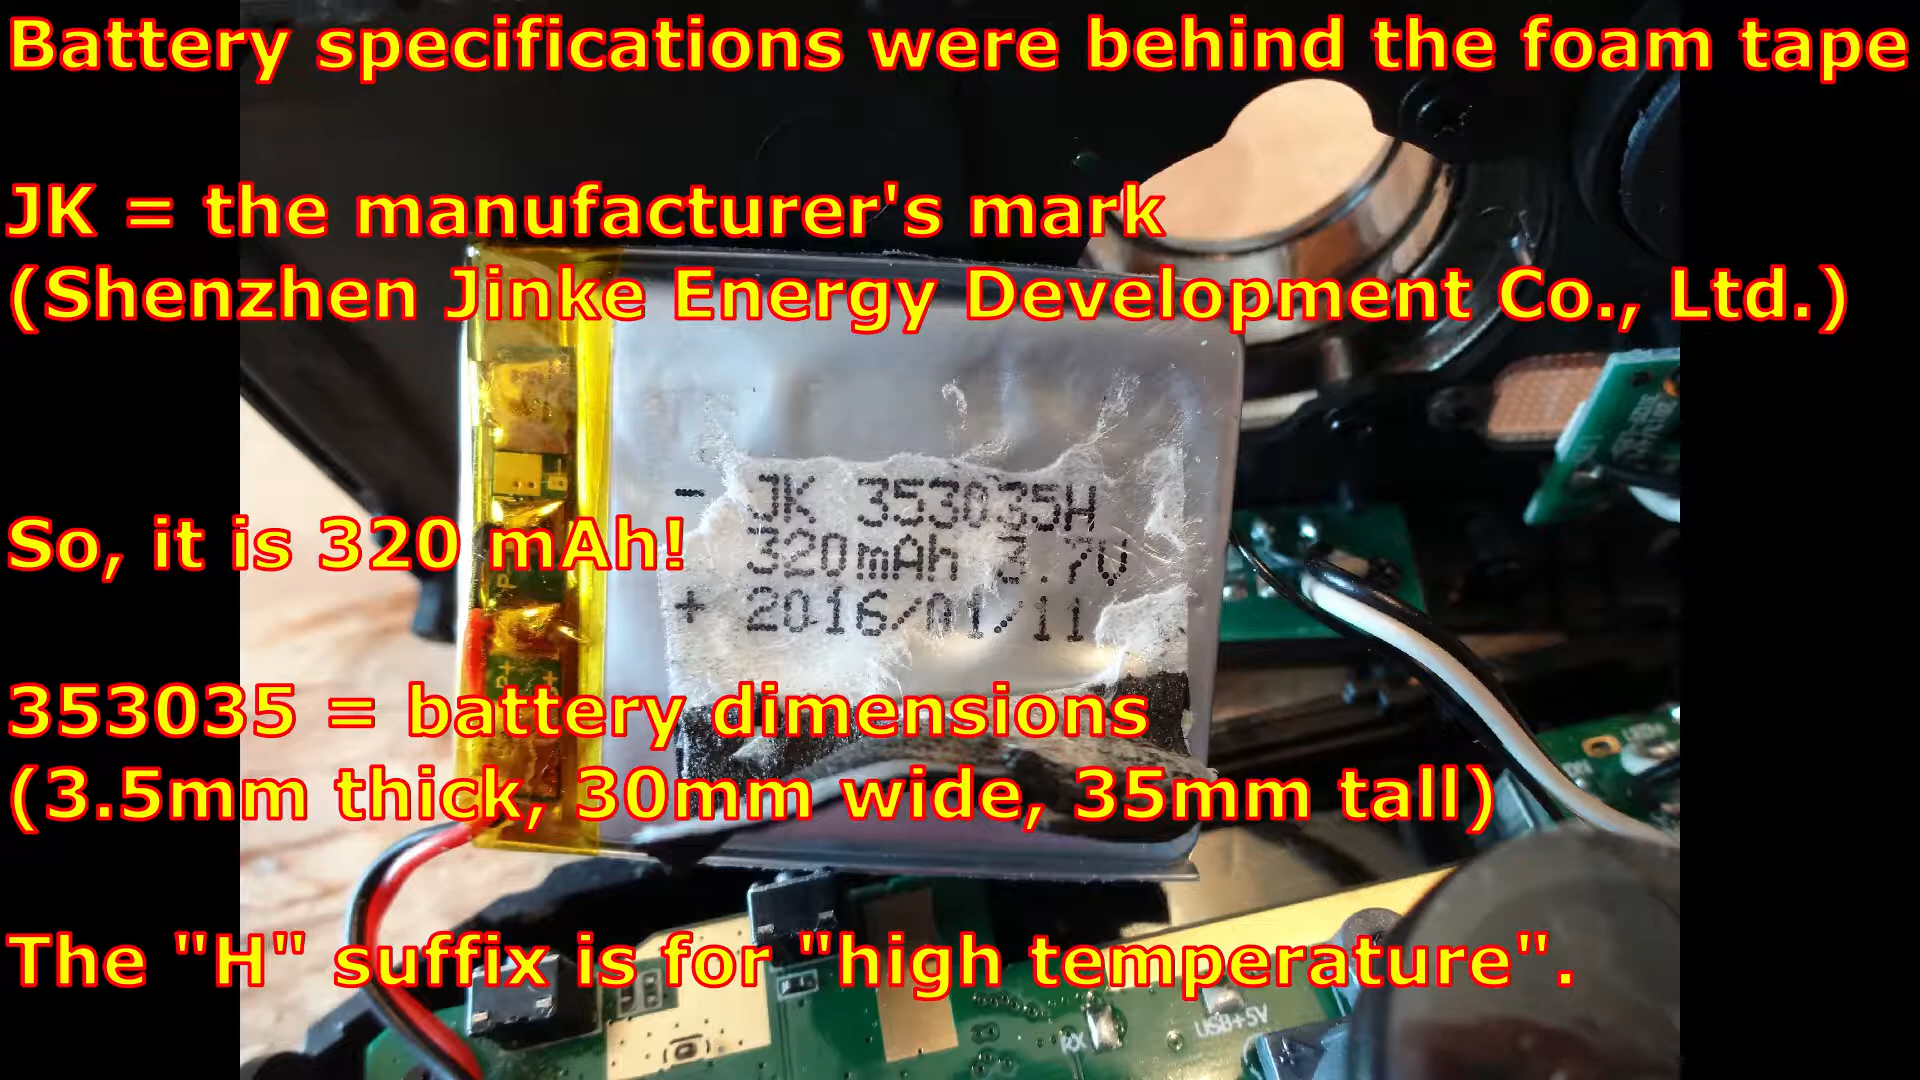 Battery specifications were behind the foam tape
JK = the manufacturer's mark
(Shenzhen Jinke Energy Development Co., Ltd.)
- JK 353035H
So, it is 320 mAh!
320mAh 3.7V
+ 2016/01/11
353035 = battery dimensions
(3.5mm thick, 30mm wide, 35mm tall)
The "H" suffix is for "high temperature".
USB+5V
RX